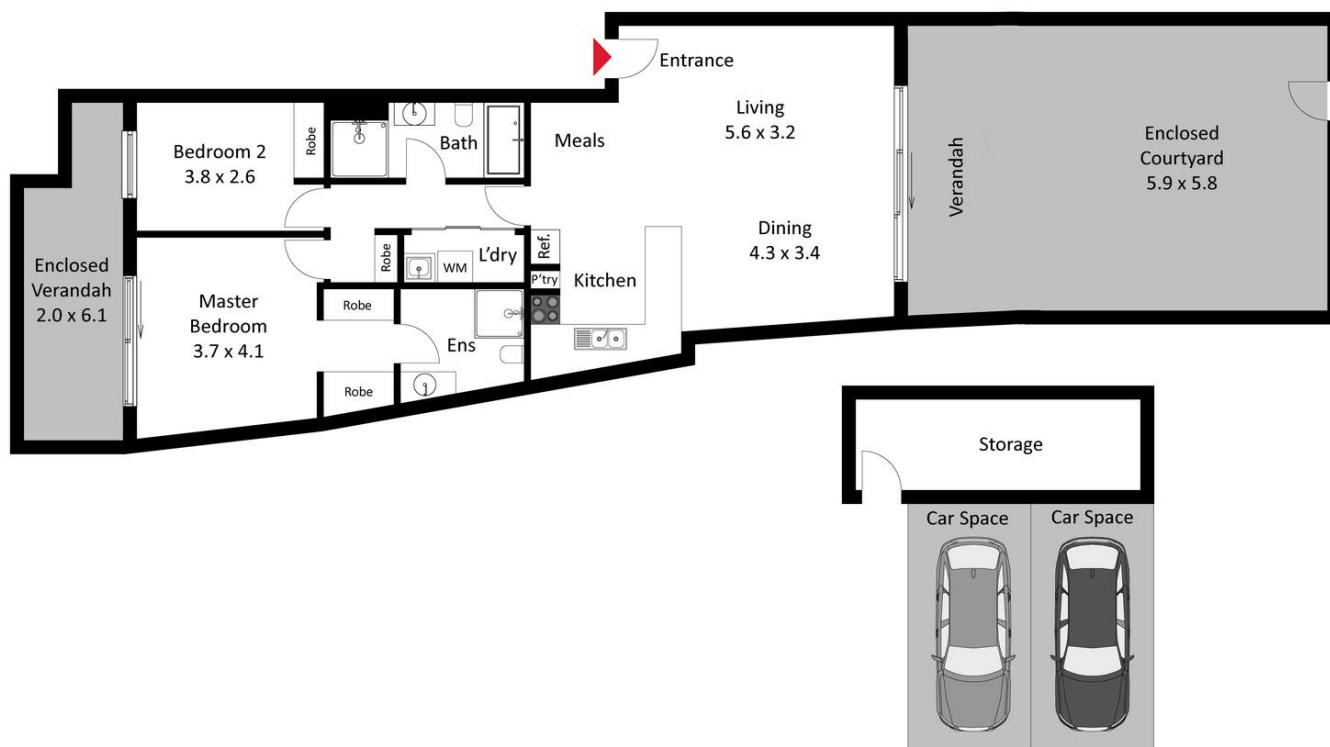 Entrance
Living
5.6 x 3.2
Meals
Dining
4.3 x 3.4
Verandah
Enclosed
Courtyard
5.9 x 5.8
Bedroom 2
3.8 x 2.6
Robe
Bath
Enclosed
Verandah
2.0 x 6.1
Master
Bedroom
3.7 x 4.1
Robe
L'dry
WM
Ref.
P'try
Kitchen
Robe
Ens
Robe
Storage
Car Space
Car Space